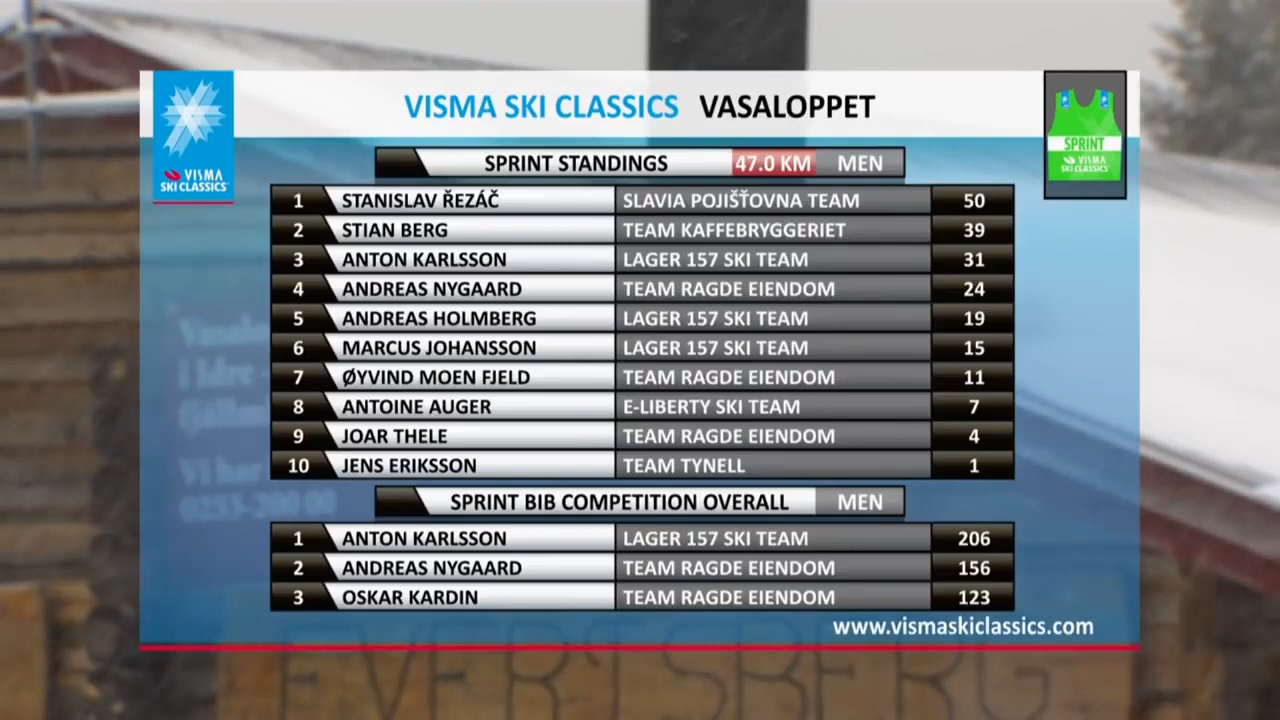 VISMA SKI CLASSICS VASALOPPET
VISMA
SKI CLASSICS
SPRINT
VISMA
SKI CLASSICS
SPRINT STANDINGS 47.0 KM MEN
1 STANISLAV ŘEZÁČ SLAVIA POJIŠŤOVNA TEAM 50
2 STIAN BERG TEAM KAFFEBRYGGERIET 39
3 ANTON KARLSSON LAGER 157 SKI TEAM 31
4 ANDREAS NYGAARD TEAM RAGDE EIENDOM 24
5 ANDREAS HOLMBERG LAGER 157 SKI TEAM 19
6 MARCUS JOHANSSON LAGER 157 SKI TEAM 15
7 ØYVIND MOEN FJELD TEAM RAGDE EIENDOM 11
8 ANTOINE AUGER E-LIBERTY SKI TEAM 7
9 JOAR THELE TEAM RAGDE EIENDOM 4
10 JENS ERIKSSON TEAM TYNELL 1
SPRINT BIB COMPETITION OVERALL MEN
1 ANTON KARLSSON LAGER 157 SKI TEAM 206
2 ANDREAS NYGAARD TEAM RAGDE EIENDOM 156
3 OSKAR KARDIN TEAM RAGDE EIENDOM 123
www.vismaskiclassics.com
EVERTSBERG